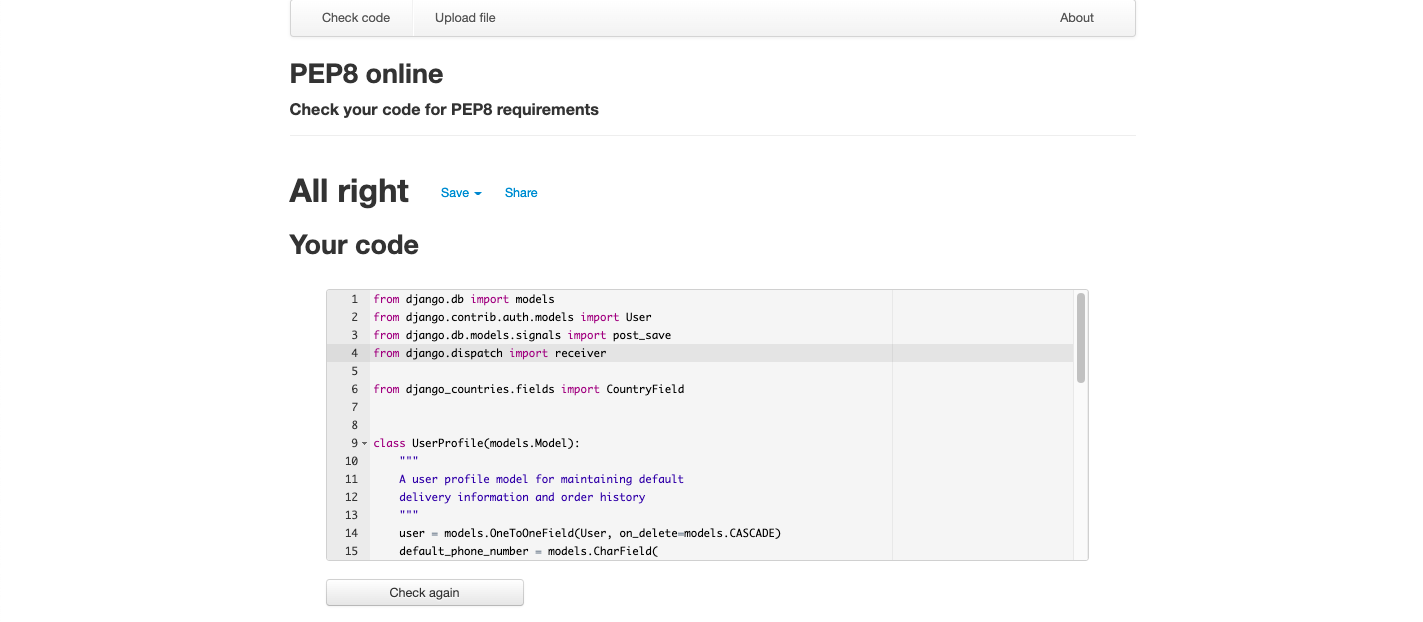 Check code Upload file About
PEP8 online
Check your code for PEP8 requirements
All right Save Share
Your code
1 from django.db import models
2 from django.contrib.auth.models import User
3 from django.db.models.signals import post_save
4 from django.dispatch import receiver
5
6 from django_countries.fields import CountryField
7
8
9 class UserProfile(models.Model):
10 """
11 A user profile model for maintaining default
12 delivery information and order history
13 """
14 user = models.OneToOneField(User, on_delete=models.CASCADE)
15 default_phone_number = models.CharField(
Check again